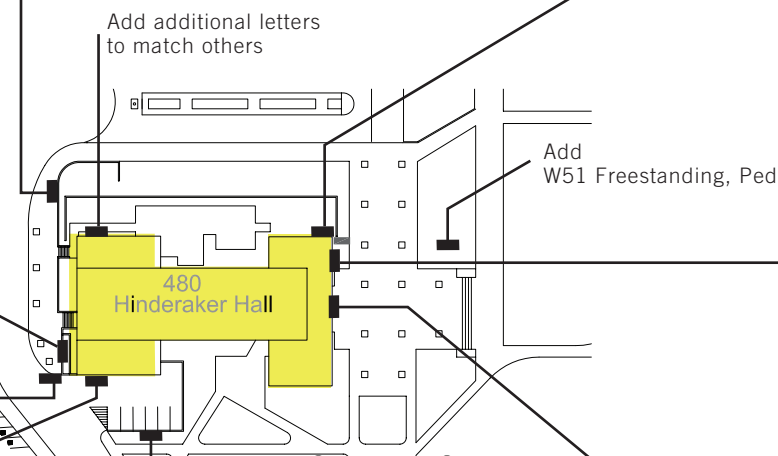 Add additional letters
to match others
Add
W51 Freestanding, Ped
480
Hinderaker Hall